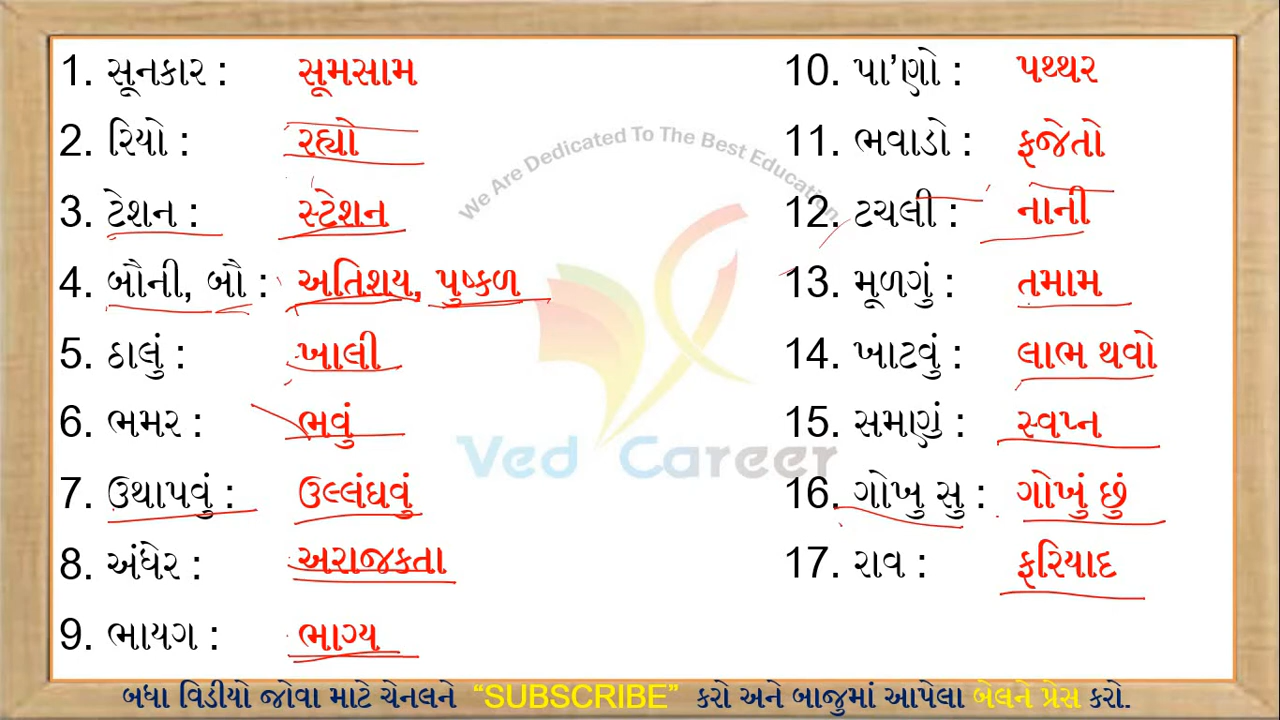 1. સૂનકાર : સૂમસામ
2. રિયો : રહ્યો
3. ટેશન : સ્ટેશન
4. બૌની, બૌ : અતિશય, પુષ્કળ
5. ઠાલું : ખાલી
6. ભમર : ભવું
7. ઉથાપવું : ઉલ્લંઘવું
8. અંધેર : અરાજકતા
9. ભાયગ : ભાગ્ય
10. પા'ણો : પથ્થર
11. ભવાડો : ફજેતો
12. ટચલી : નાની
13. મૂળગું : તમામ
14. ખાટવું : લાભ થવો
15. સમણું : સ્વપ્ન
16. ગોખુ સુ : ગોખું છું
17. રાવ : ફરિયાદ
We Are Dedicated To The Best Education
Ved Career
બધા વિડીયો જોવા માટે ચેનલને “SUBSCRIBE” કરો અને બાજુમાં આપેલા બેલને પ્રેસ કરો.